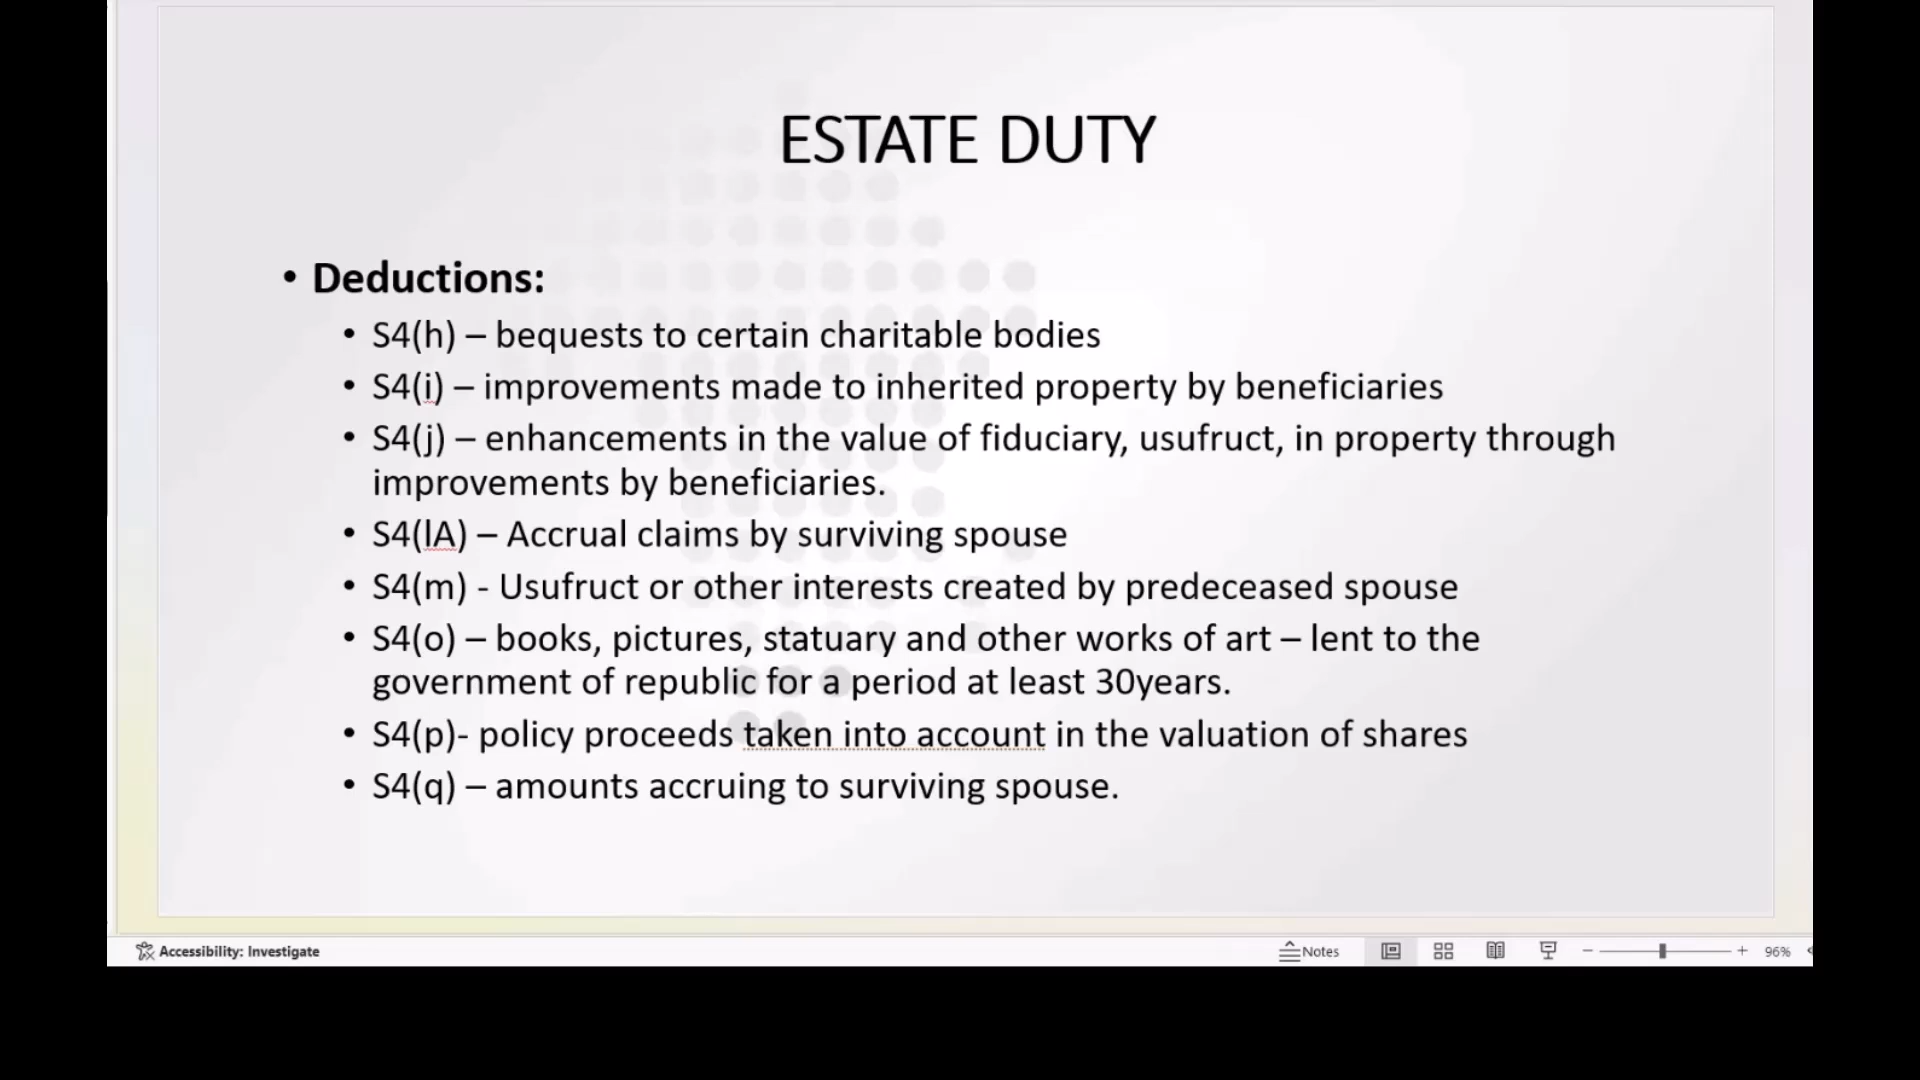 ESTATE DUTY
• Deductions:
• S4(h) – bequests to certain charitable bodies
• S4(i) – improvements made to inherited property by beneficiaries
• S4(j) – enhancements in the value of fiduciary, usufruct, in property through
improvements by beneficiaries.
• S4(lA) – Accrual claims by surviving spouse
• S4(m) - Usufruct or other interests created by predeceased spouse
• S4(o) – books, pictures, statuary and other works of art – lent to the
government of republic for a period at least 30years.
• S4(p)- policy proceeds taken into account in the valuation of shares
• S4(q) – amounts accruing to surviving spouse.
Accessibility: Investigate
Notes
96%